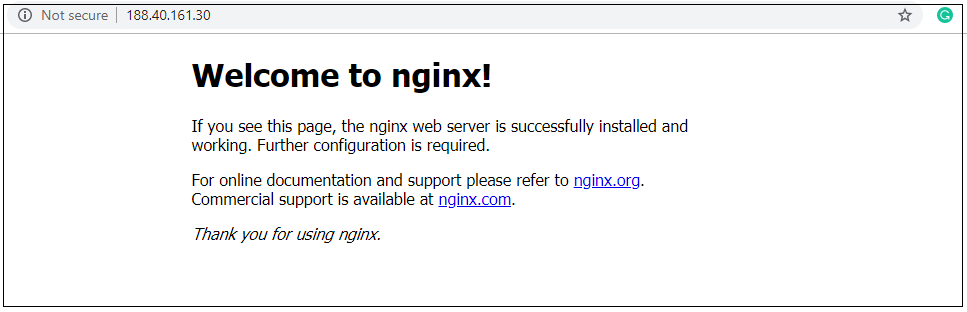 Not secure 188.40.161.30
Welcome to nginx!
If you see this page, the nginx web server is successfully installed and
working. Further configuration is required.
For online documentation and support please refer to nginx.org.
Commercial support is available at nginx.com.
Thank you for using nginx.